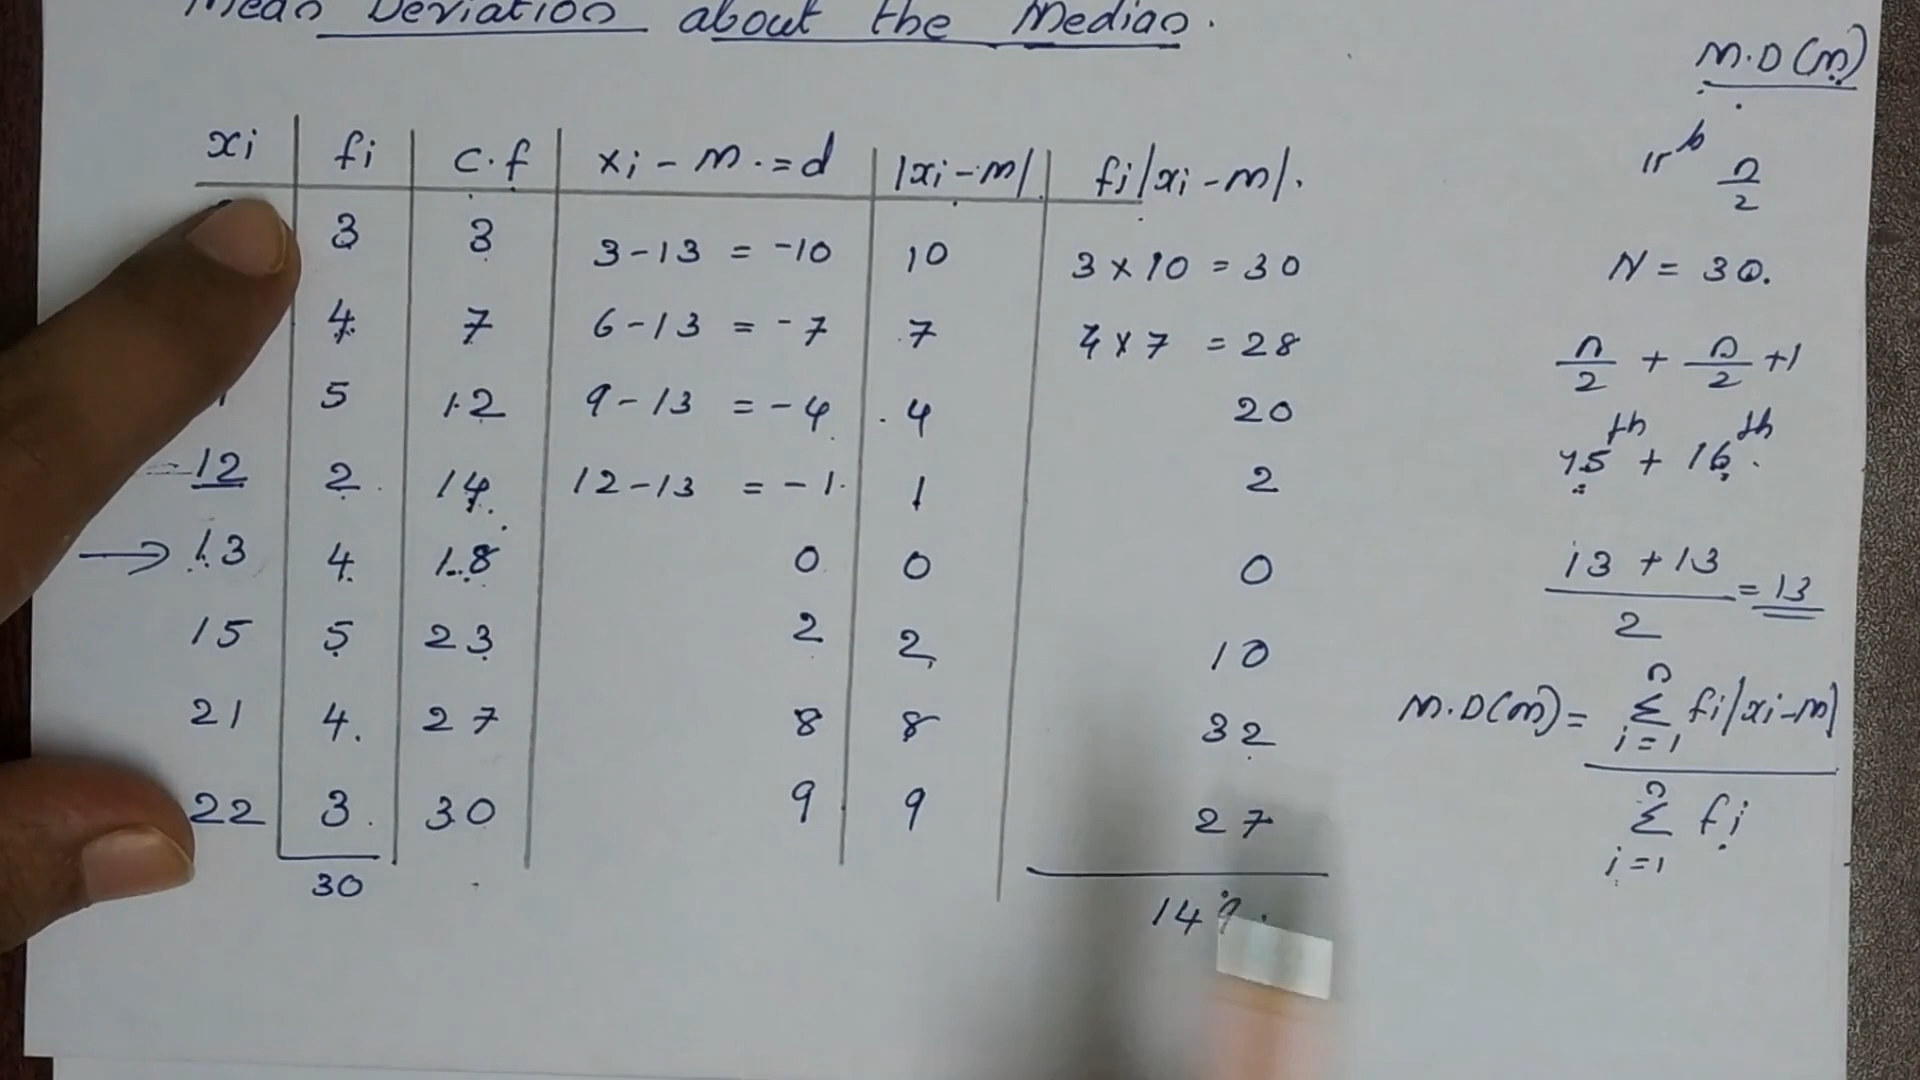 Mean Deviation about the Median.
M.D (m)
xi fi c.f xi - m. = d |xi - m| fi|xi - m|.
n/2
3 3 3 - 13 = -10 10 3 x 10 = 30
N = 30.
4 7 6 - 13 = -7 7 4 x 7 = 28
n/2 + n/2 + 1
5 12 9 - 13 = -4 4 20
15th + 16th.
12 2 14 12 - 13 = -1 1 2
→ 13 4 18 0 0 0
13 + 13 / 2 = 13
15 5 23 2 2 10
21 4 27 8 8 32
M.D(m) = n Σ i=1 fi|xi-m| / n Σ i=1 fi
22 3 30 9 9 27
30 149